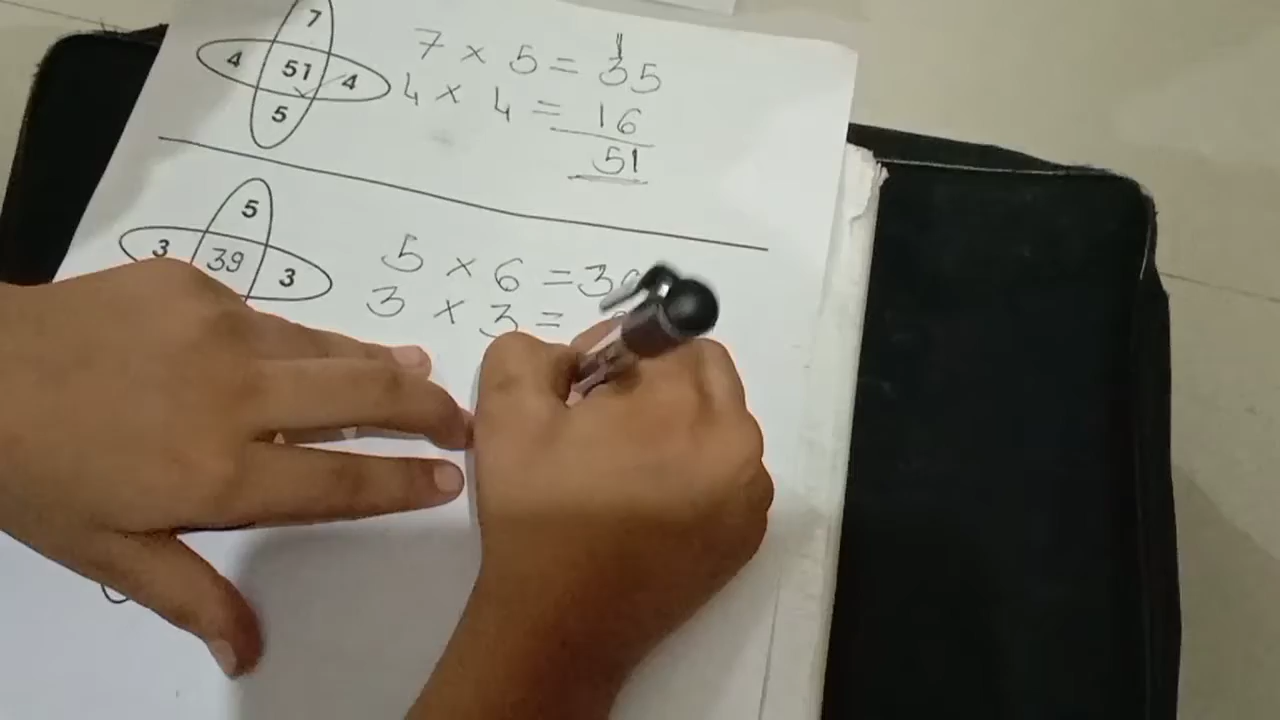 7
4 51 4
5
7 × 5 = 35
4 × 4 = 16
51
5
3 39 3
5 × 6 = 30
3 × 3 =